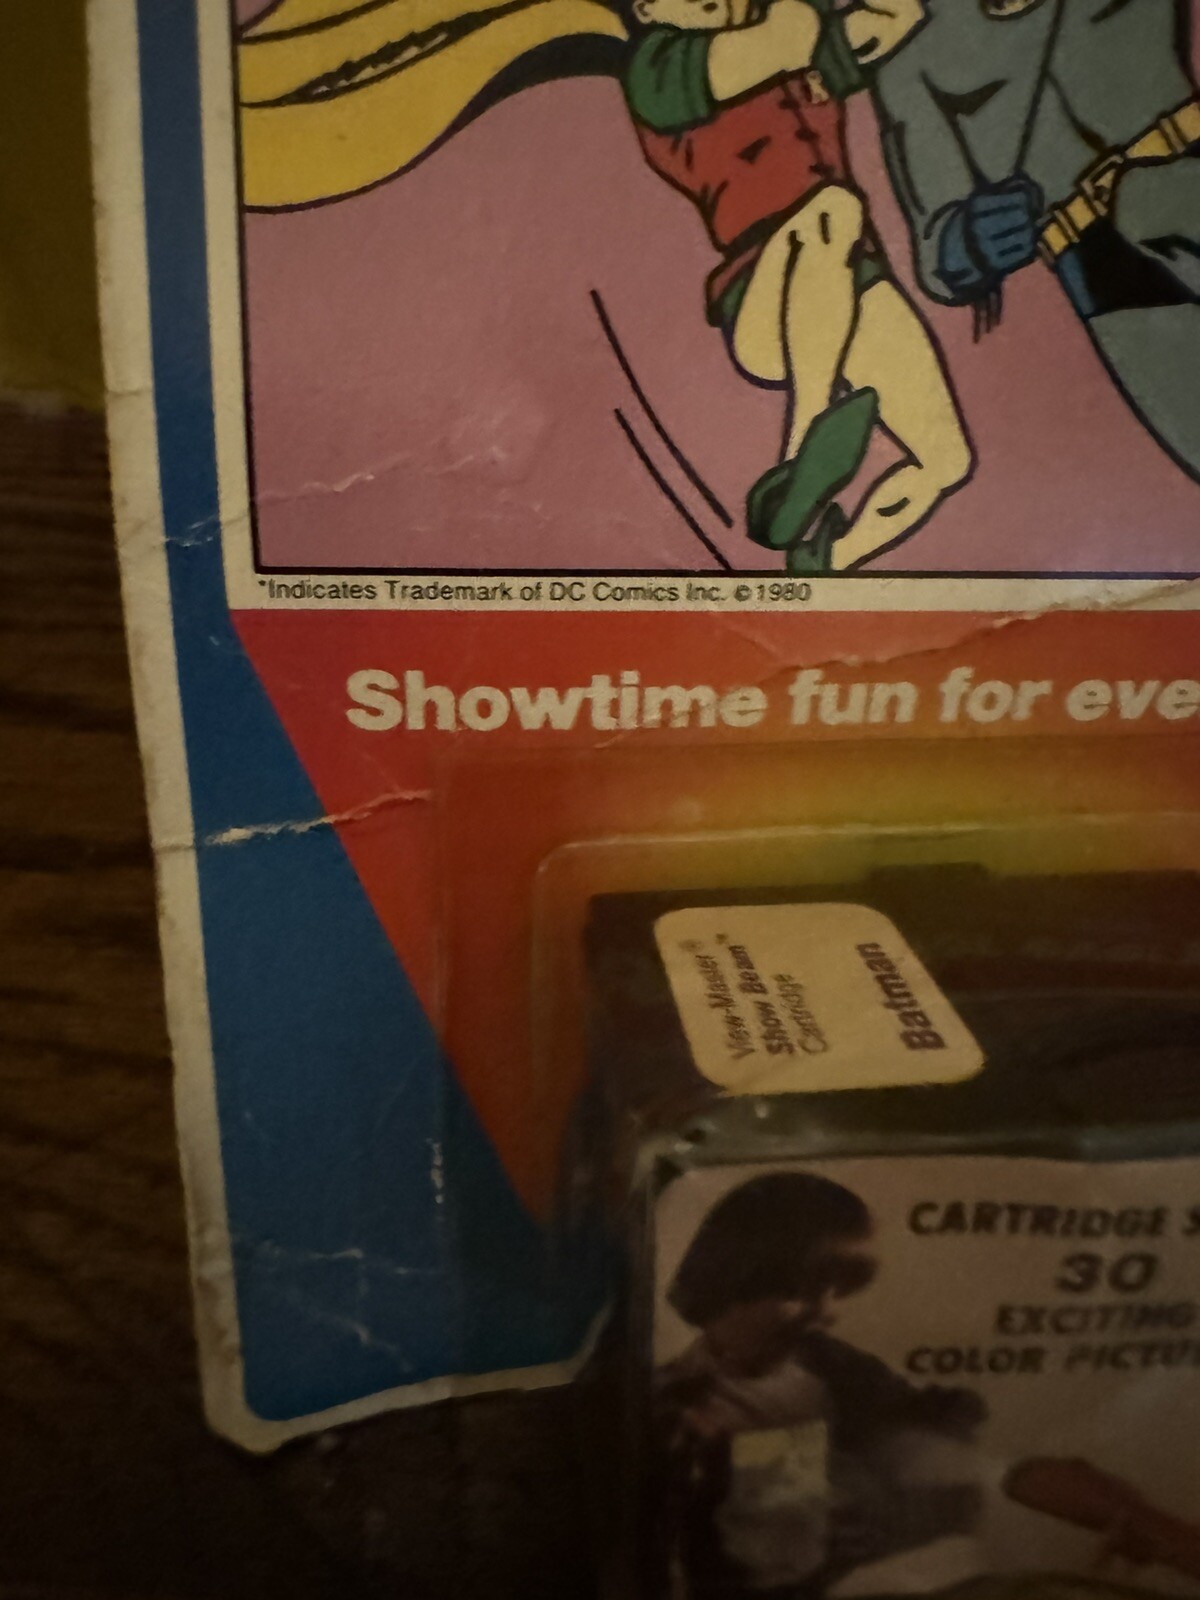 *Indicates Trademark of DC Comics Inc. © 1980
Showtime fun for eve
View-Master®
Show Beam™
Cartridge
Batman
CARTRIDGE
30
EXCITING
COLOR PICTU